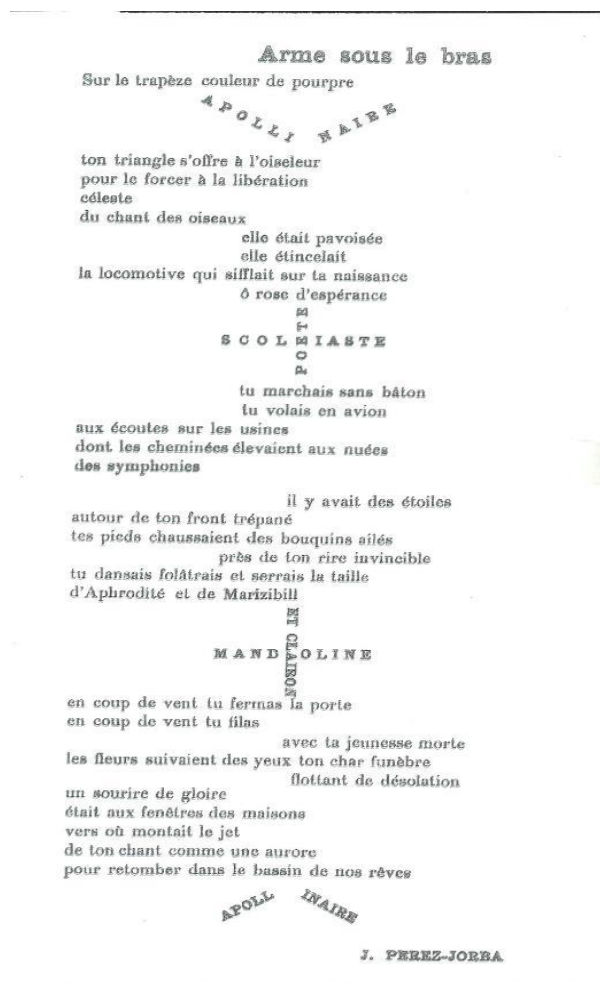 Arme sous le bras
Sur le trapèze couleur de pourpre
APOLLI NAIRE
ton triangle s'offre à l'oiseleur
pour le forcer à la libération
céleste
du chant des oiseaux
elle était pavoisée
elle étincelait
la locomotive qui sifflait sur ta naissance
ô rose d'espérance
POETE
SCOLIASTE
tu marchais sans bâton
tu volais en avion
aux écoutes sur les usines
dont les cheminées élevaient aux nuées
des symphonies
il y avait des étoiles
autour de ton front trépané
tes pieds chaussaient des bouquins ailés
près de ton rire invincible
tu dansais folâtrais et serrais la taille
d'Aphrodité et de Marizibill
ET CLAIRON
MANDOLINE
en coup de vent tu fermas la porte
en coup de vent tu filas
avec ta jeunesse morte
les fleurs suivaient des yeux ton char funèbre
flottant de désolation
un sourire de gloire
était aux fenêtres des maisons
vers où montait le jet
de ton chant comme une aurore
pour retomber dans le bassin de nos rêves
APOLL INAIRE
J. PEREZ-JORBA